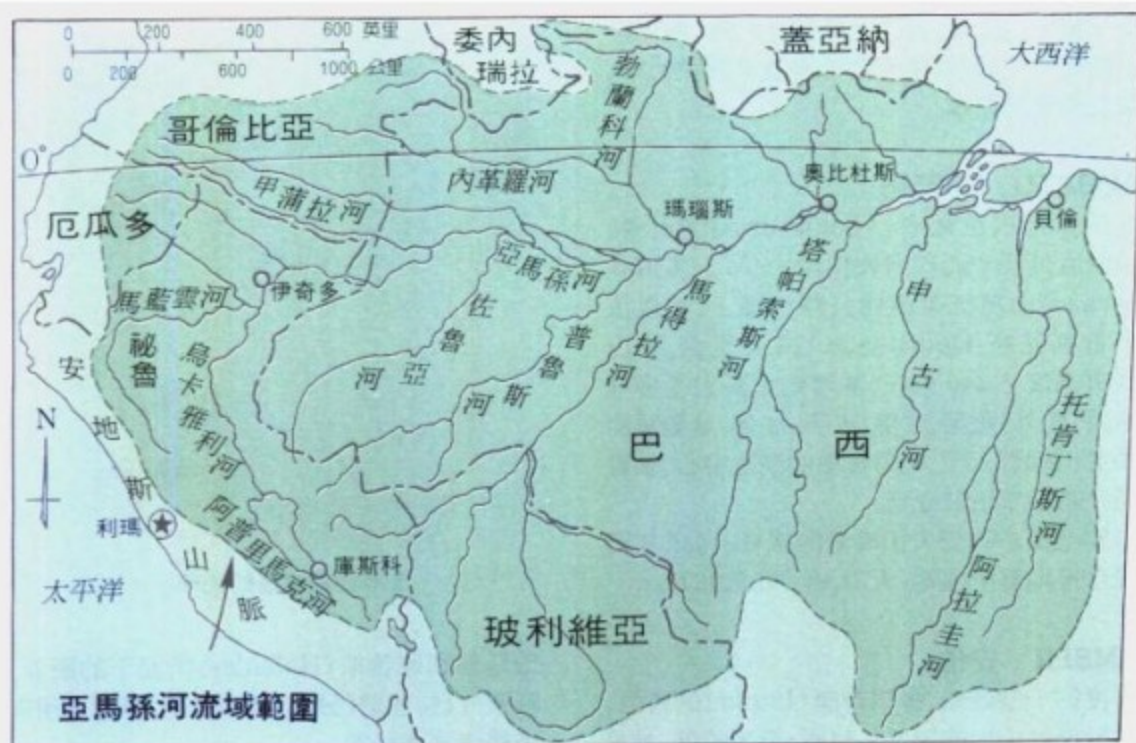 0 200 400 600 英里
0 200 600 1000 公里
委內
瑞拉
蓋亞納
大西洋
勃蘭科河
哥倫比亞
0°
甲蒲拉河
內革羅河
奧比杜斯
瑪瑙斯
貝倫
厄瓜多
伊奇多
亞馬孫河
馬藍雲河
祕魯
烏卡雅利河
佐魯亞河
普魯斯河
馬得拉河
塔帕索斯河
申古河
托肯丁斯河
阿拉圭河
巴西
安地斯山脈
N
利瑪
阿普里馬克河
庫斯科
太平洋
玻利維亞
亞馬孫河流域範圍